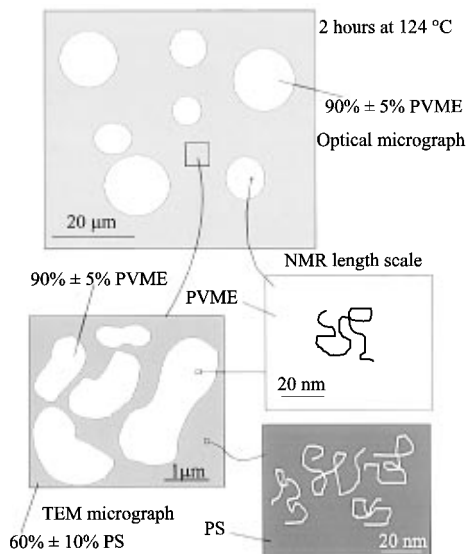 2 hours at 124 °C
90% ± 5% PVME
Optical micrograph
20 μm
NMR length scale
90% ± 5% PVME
PVME
20 nm
1μm
TEM micrograph
60% ± 10% PS
PS
20 nm